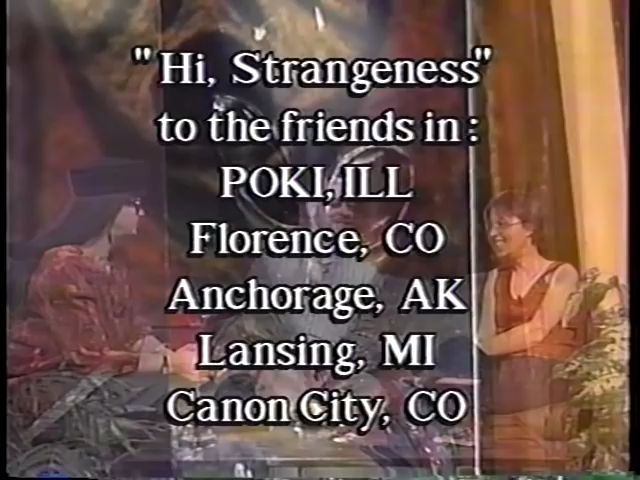 "Hi, Strangeness"
to the friends in:
POKI, ILL
Florence, CO
Anchorage, AK
Lansing, MI
Canon City, CO